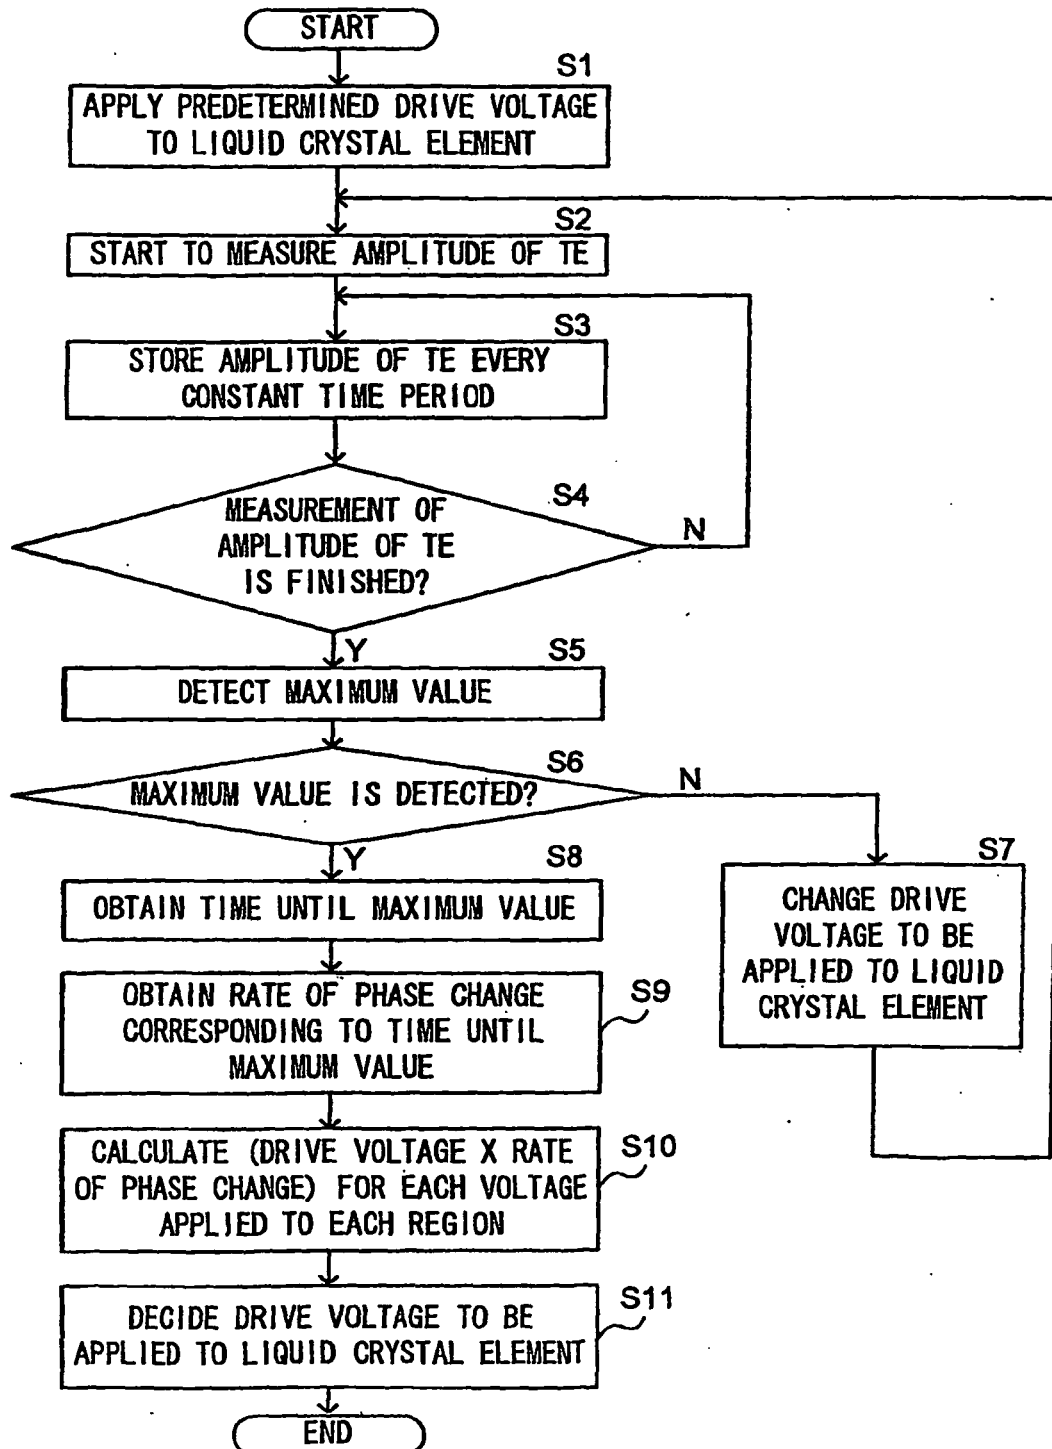 START
S1
APPLY PREDETERMINED DRIVE VOLTAGE
TO LIQUID CRYSTAL ELEMENT
S2
START TO MEASURE AMPLITUDE OF TE
S3
STORE AMPLITUDE OF TE EVERY
CONSTANT TIME PERIOD
S4
MEASUREMENT OF
AMPLITUDE OF TE
IS FINISHED?
N
Y
S5
DETECT MAXIMUM VALUE
S6
MAXIMUM VALUE IS DETECTED?
N
Y
S7
CHANGE DRIVE
VOLTAGE TO BE
APPLIED TO LIQUID
CRYSTAL ELEMENT
S8
OBTAIN TIME UNTIL MAXIMUM VALUE
S9
OBTAIN RATE OF PHASE CHANGE
CORRESPONDING TO TIME UNTIL
MAXIMUM VALUE
S10
CALCULATE (DRIVE VOLTAGE X RATE
OF PHASE CHANGE) FOR EACH VOLTAGE
APPLIED TO EACH REGION
S11
DECIDE DRIVE VOLTAGE TO BE
APPLIED TO LIQUID CRYSTAL ELEMENT
END